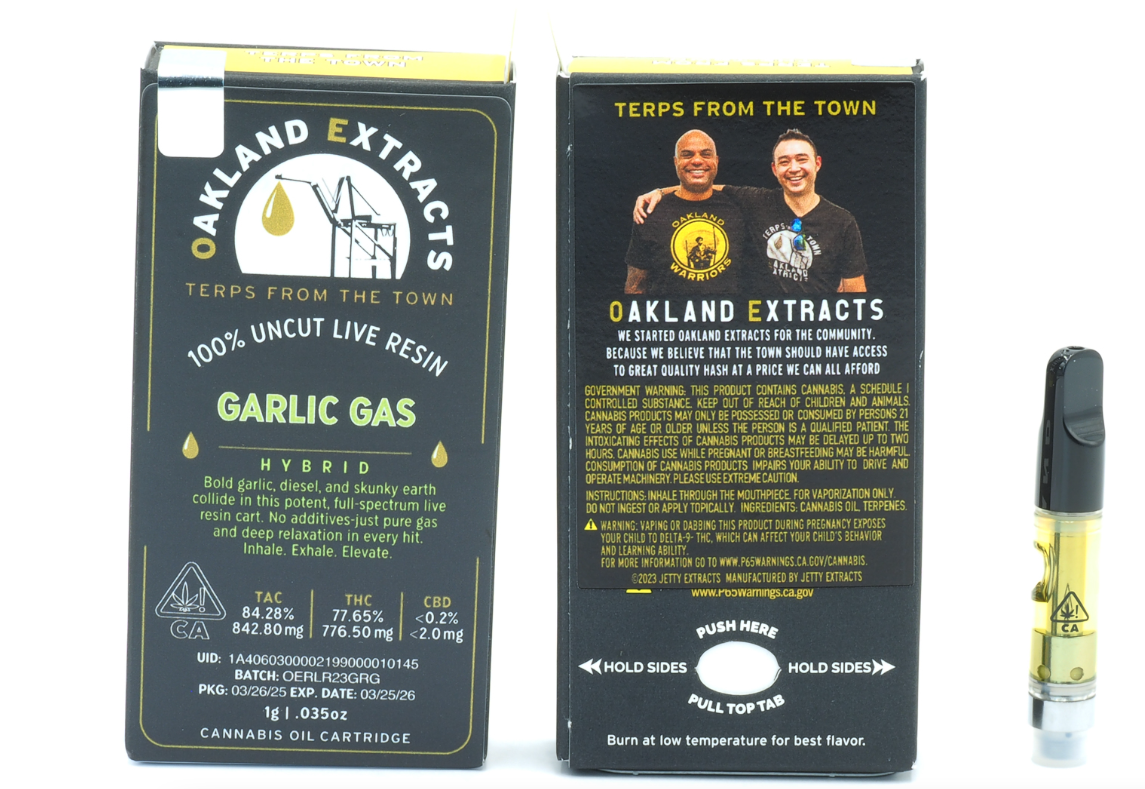 THE TOWN
OAKLAND EXTRACTS
TERPS FROM THE TOWN
100% UNCUT LIVE RESIN
GARLIC GAS
HYBRID
Bold garlic, diesel, and skunky earth
collide in this potent, full-spectrum live
resin cart. No additives-just pure gas
and deep relaxation in every hit.
Inhale. Exhale. Elevate.
CA
TAC
84.28%
842.80 mg
THC
77.65%
776.50 mg
CBD
<0.2%
<2.0 mg
UID: 1A4060300002199000010145
BATCH: OERLR23GRG
PKG: 03/26/25 EXP. DATE: 03/25/26
1g | .035oz
CANNABIS OIL CARTRIDGE
TERPS FROM THE TOWN
OAKLAND
WARRIORS
TERPS TOWN
OAKLAND EXTRACTS
WE STARTED OAKLAND EXTRACTS FOR THE COMMUNITY.
BECAUSE WE BELIEVE THAT THE TOWN SHOULD HAVE ACCESS
TO GREAT QUALITY HASH AT A PRICE WE CAN ALL AFFORD
GOVERNMENT WARNING: THIS PRODUCT CONTAINS CANNABIS, A SCHEDULE I
CONTROLLED SUBSTANCE. KEEP OUT OF REACH OF CHILDREN AND ANIMALS.
CANNABIS PRODUCTS MAY ONLY BE POSSESSED OR CONSUMED BY PERSONS 21
YEARS OF AGE OR OLDER UNLESS THE PERSON IS A QUALIFIED PATIENT. THE
INTOXICATING EFFECTS OF CANNABIS PRODUCTS MAY BE DELAYED UP TO TWO
HOURS. CANNABIS USE WHILE PREGNANT OR BREASTFEEDING MAY BE HARMFUL.
CONSUMPTION OF CANNABIS PRODUCTS IMPAIRS YOUR ABILITY TO DRIVE AND
OPERATE MACHINERY. PLEASE USE EXTREME CAUTION.
INSTRUCTIONS: INHALE THROUGH THE MOUTHPIECE. FOR VAPORIZATION ONLY.
DO NOT INGEST OR APPLY TOPICALLY. INGREDIENTS: CANNABIS OIL, TERPENES.
WARNING: VAPING OR DABBING THIS PRODUCT DURING PREGNANCY EXPOSES
YOUR CHILD TO DELTA-9- THC, WHICH CAN AFFECT YOUR CHILD'S BEHAVIOR
AND LEARNING ABILITY.
FOR MORE INFORMATION GO TO WWW.P65WARNINGS.CA.GOV/CANNABIS.
©2023 JETTY EXTRACTS MANUFACTURED BY JETTY EXTRACTS
www.P65Warnings.ca.gov
PUSH HERE
HOLD SIDES
HOLD SIDES
PULL TOP TAB
Burn at low temperature for best flavor.
CA